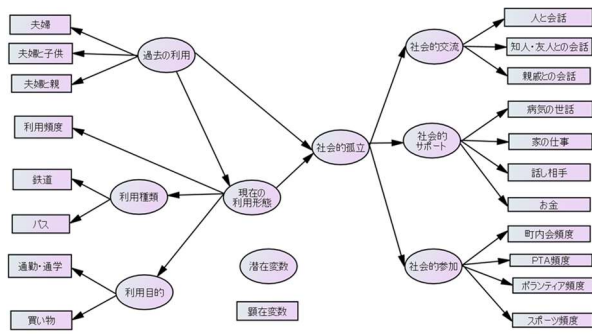 夫婦
夫婦と子供
夫婦と親
過去の利用
利用頻度
鉄道
バス
利用種類
現在の
利用形態
通勤・通学
買い物
利用目的
社会的孤立
潜在変数
顕在変数
社会的交流
人と会話
知人・友人との会話
親戚との会話
社会的
サポート
病気の世話
家の仕事
話し相手
お金
社会的参加
町内会頻度
PTA頻度
ボランティア頻度
スポーツ頻度